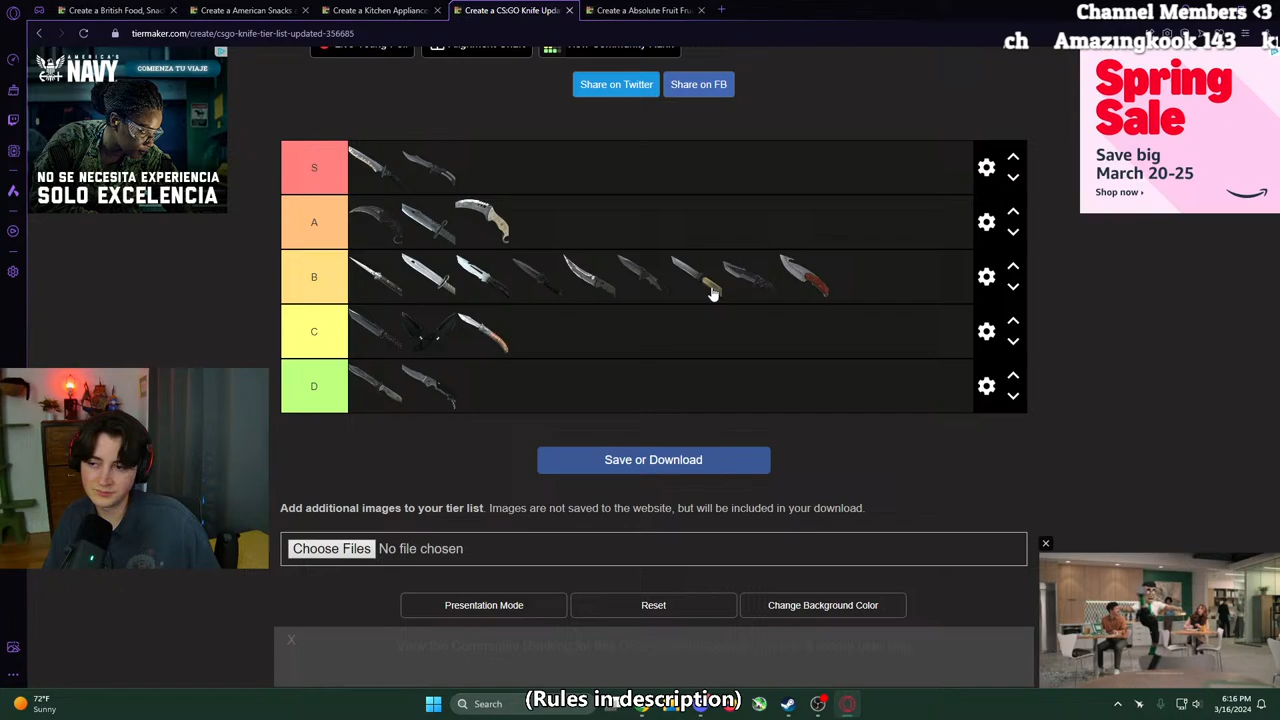 Create a British Food, Snac
Create a American Snacks a
Create a Kitchen Appliance
Create a CS:GO Knife Upda
Create a Absolute Fruit Fru
Channel Members <3
ch Amazingkook 143
tiermaker.com/create/csgo-knife-tier-list-updated-356685
AMERICA'S
NAVY
COMIENZA TU VIAJE
NO SE NECESITA EXPERIENCIA
SOLO EXCELENCIA
Share on Twitter
Share on FB
Spring
Sale
Save big
March 20-25
Shop now
S
A
B
C
D
Save or Download
Add additional images to your tier list. Images are not saved to the website, but will be included in your download.
Choose Files No file chosen
Presentation Mode
Reset
Change Background Color
X
72°F
Sunny
Search
(Rules in description)
6:16 PM
3/16/2024